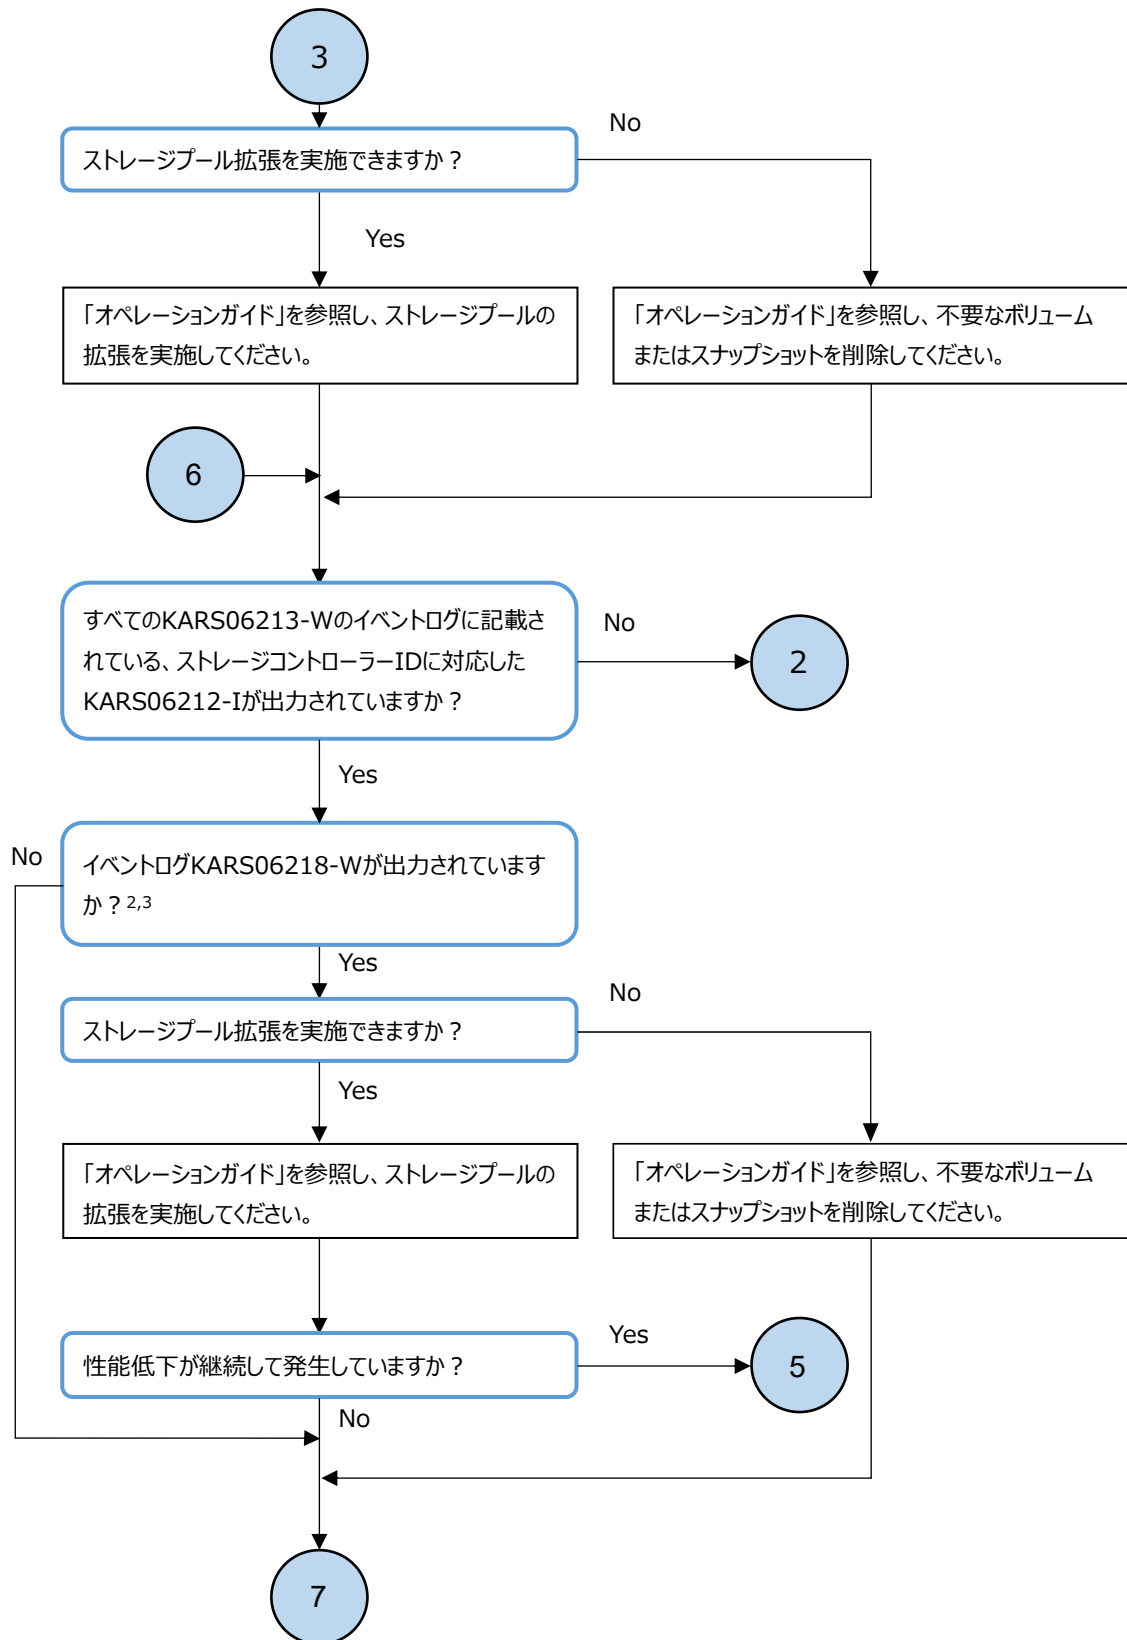 3
No
ストレージプール拡張を実施できますか？
Yes
「オペレーションガイド」を参照し、ストレージプールの
拡張を実施してください。
「オペレーションガイド」を参照し、不要なボリューム
またはスナップショットを削除してください。
6
すべてのKARS06213-Wのイベントログに記載さ
れている、ストレージコントローラーIDに対応した
KARS06212-Iが出力されていますか？
No
2
Yes
No
イベントログKARS06218-Wが出力されています
か？2,3
Yes
No
ストレージプール拡張を実施できますか？
Yes
「オペレーションガイド」を参照し、ストレージプールの
拡張を実施してください。
「オペレーションガイド」を参照し、不要なボリューム
またはスナップショットを削除してください。
性能低下が継続して発生していますか？
Yes
5
No
7